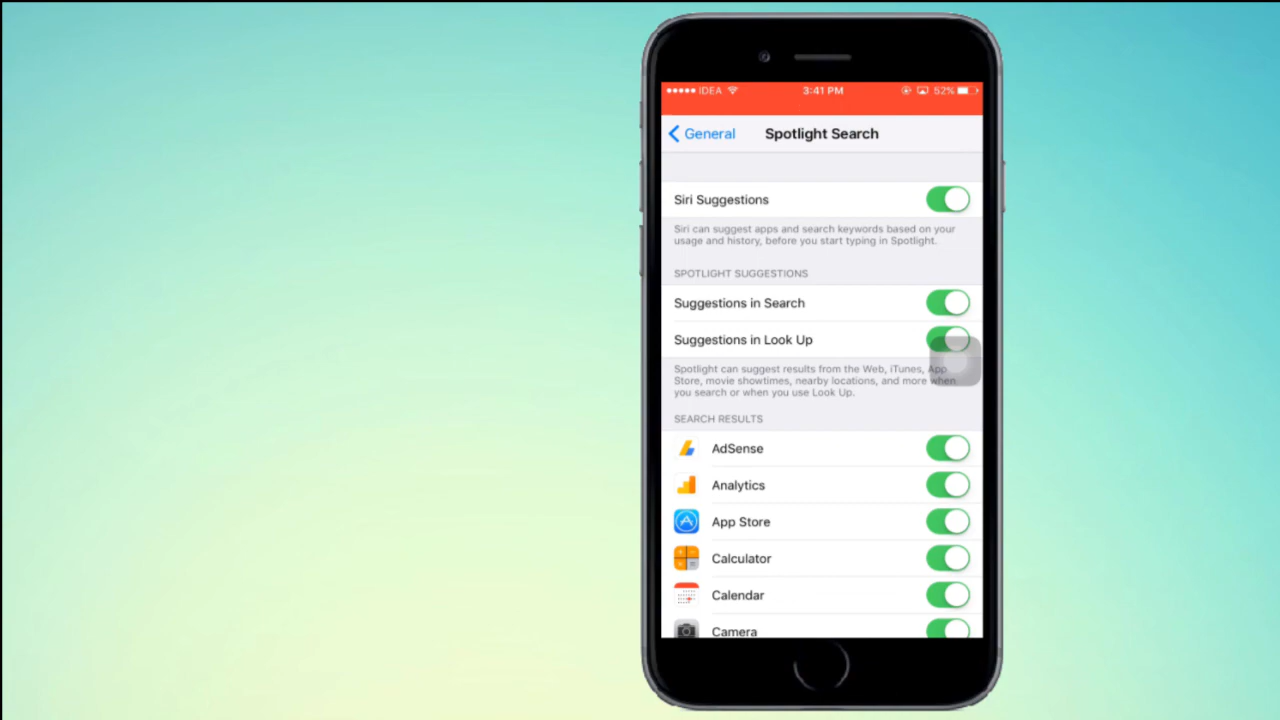 IDEA 3:41 PM 52%
General Spotlight Search
Siri Suggestions
Siri can suggest apps and search keywords based on your
usage and history, before you start typing in Spotlight.
SPOTLIGHT SUGGESTIONS
Suggestions in Search
Suggestions in Look Up
Spotlight can suggest results from the Web, iTunes, App
Store, movie showtimes, nearby locations, and more when
you search or when you use Look Up.
SEARCH RESULTS
AdSense
Analytics
App Store
Calculator
Calendar
Camera